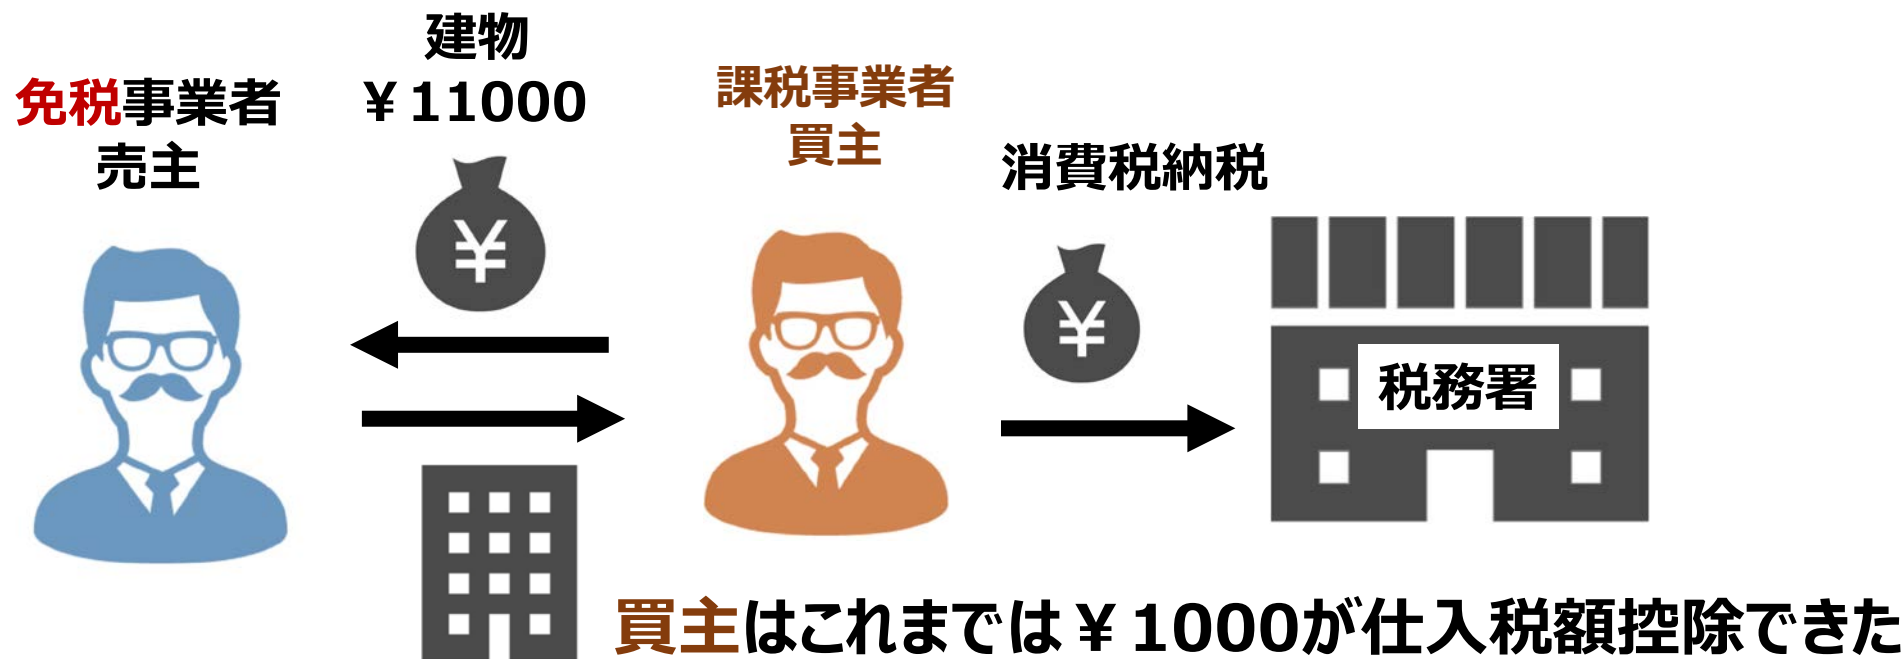 建物
¥11000
免税事業者
売主
課税事業者
買主
消費税納税
¥
¥
税務署
買主はこれまでは¥1000が仕入税額控除できた